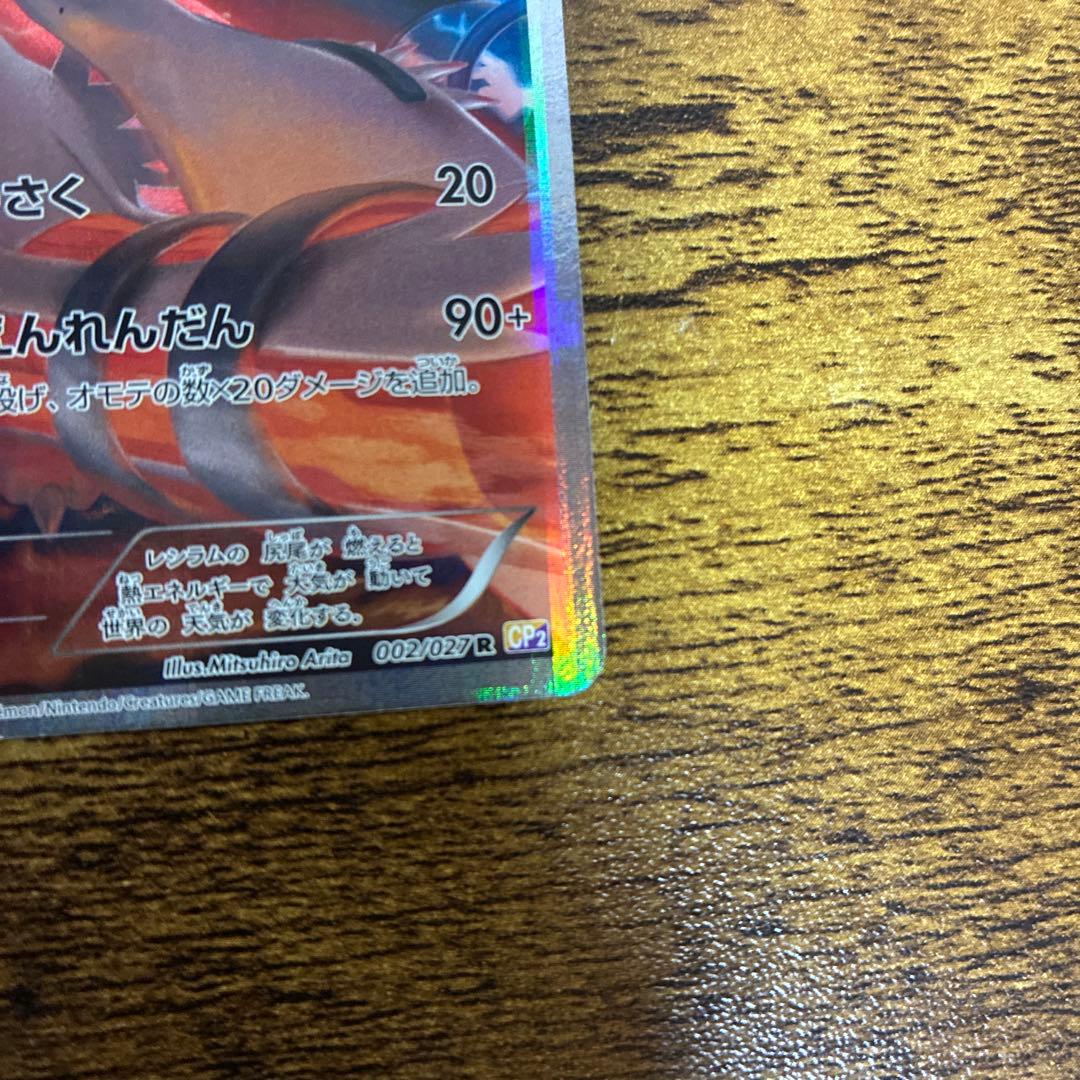 さく 20
んれんだん 90+
投げ、オモテの数×20ダメージを追加。
レシラムの 尻尾が 燃えると
熱エネルギーで 大気が 動いて
世界の 天気が 変化する。
Illus.Mitsuhiro Arita 002/027 R CP2
émon/Nintendo/Creatures/GAME FREAK.